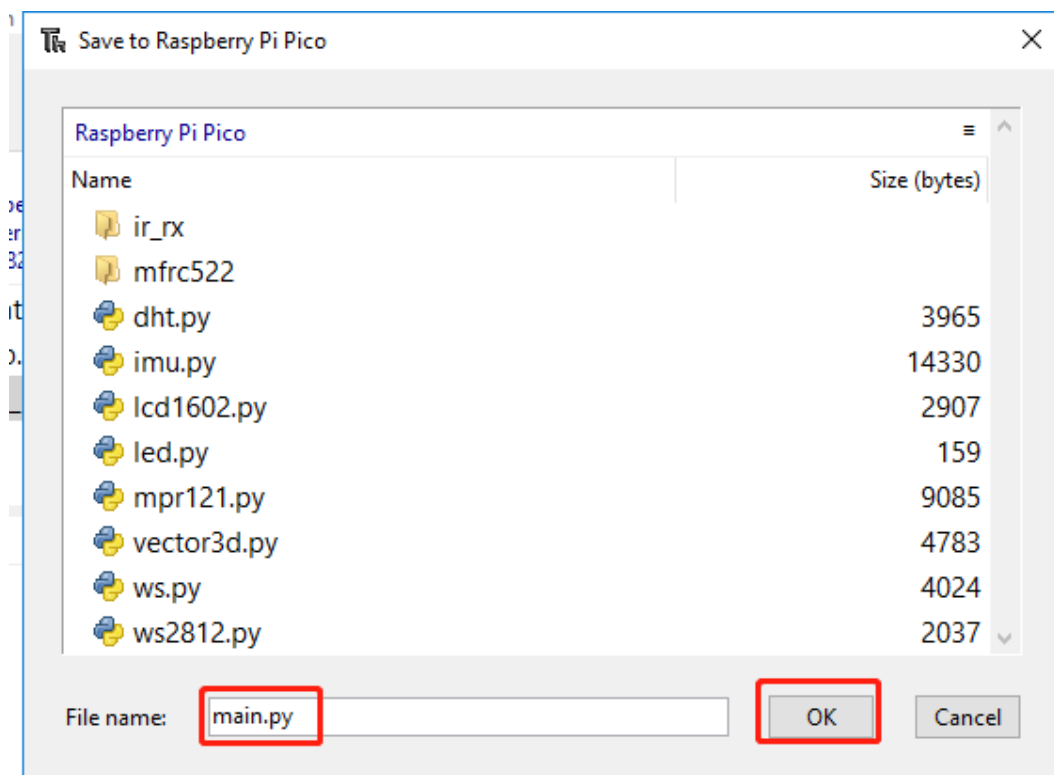 Save to Raspberry Pi Pico
Raspberry Pi Pico
Name Size (bytes)
ir_rx
mfrc522
dht.py 3965
imu.py 14330
lcd1602.py 2907
led.py 159
mpr121.py 9085
vector3d.py 4783
ws.py 4024
ws2812.py 2037
File name: main.py OK Cancel